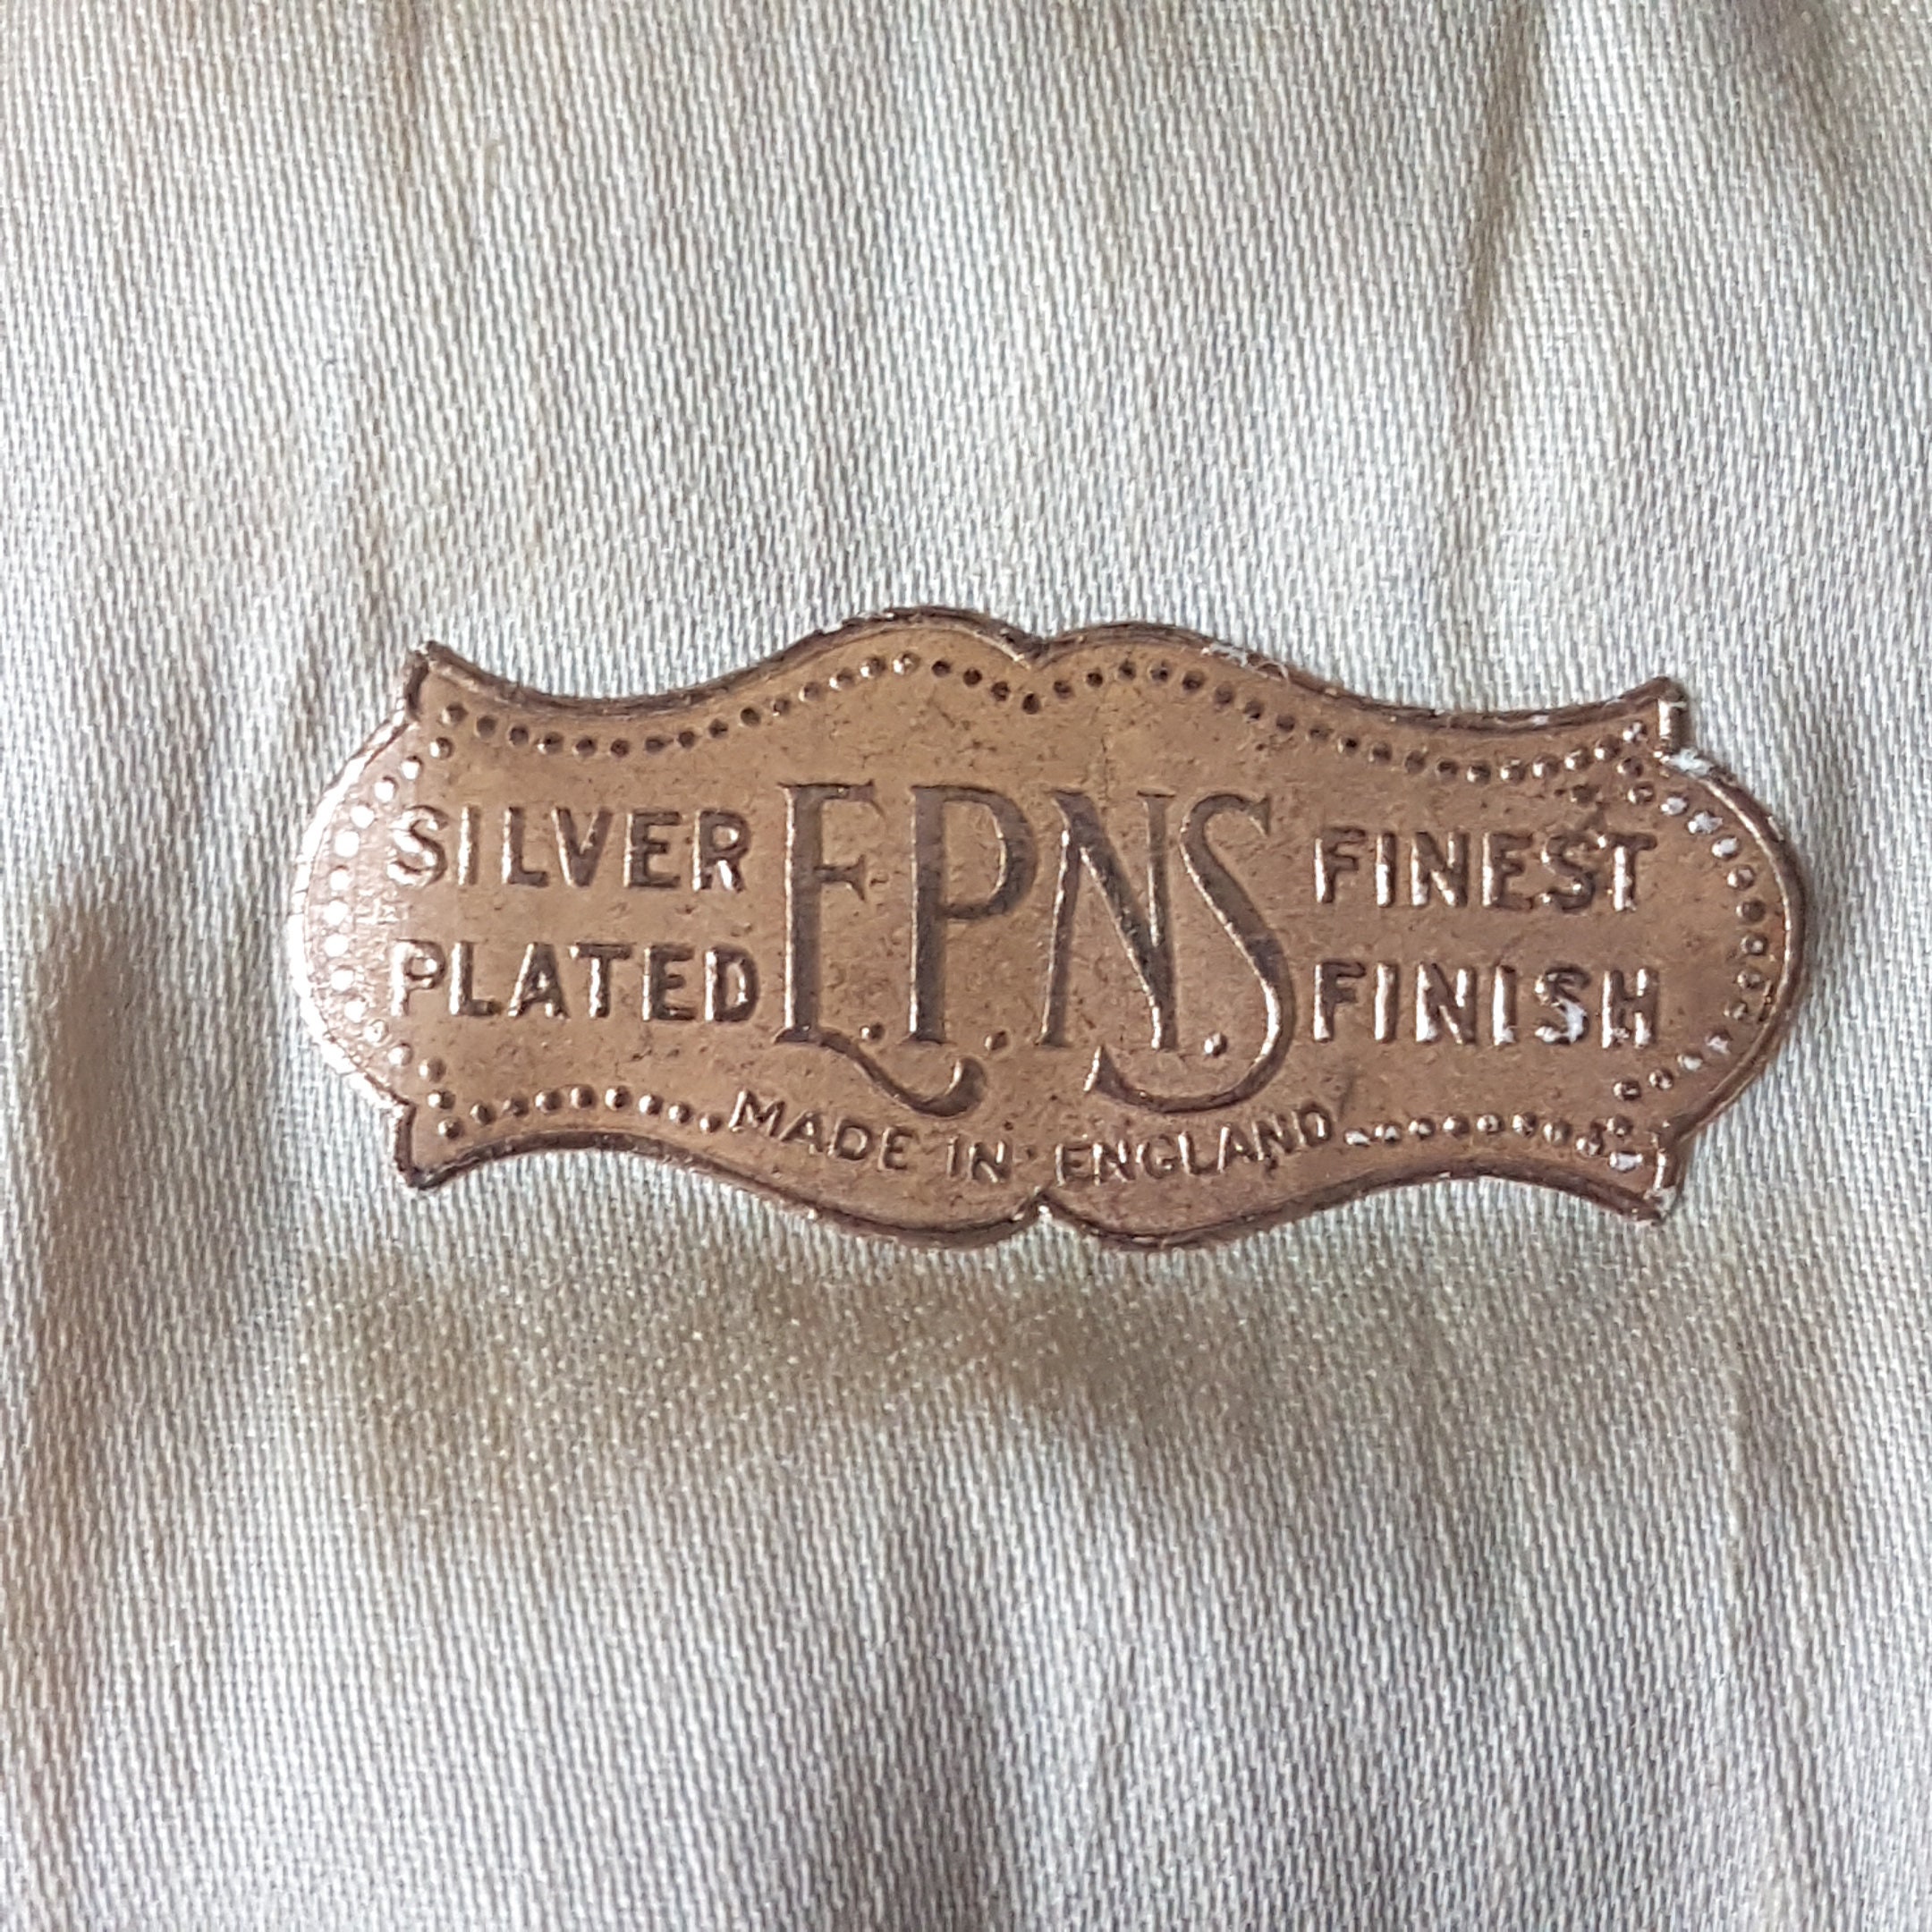 SILVER PLATED
E.P.N.S.
FINEST FINISH
MADE IN ENGLAND